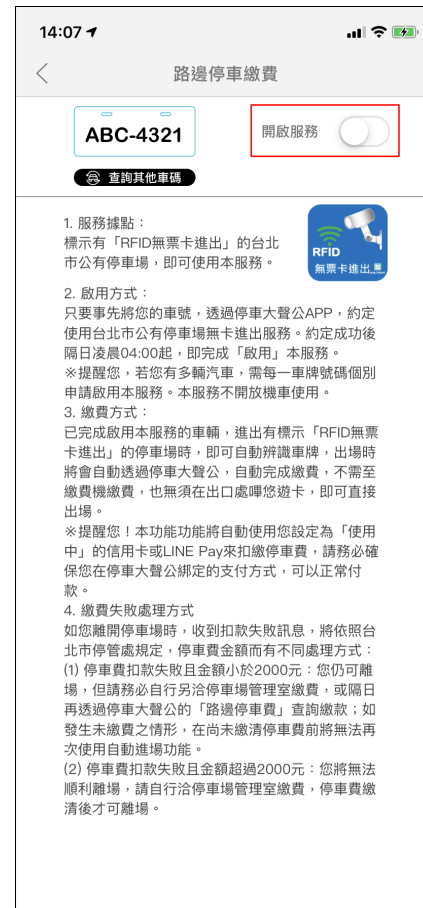 14:07
路邊停車繳費
ABC-4321
開啟服務
查詢其他車碼
1. 服務據點：
標示有「RFID無票卡進出」的台北
市公有停車場，即可使用本服務。
RFID
無票卡進出
2. 啟用方式：
只要事先將您的車號，透過停車大聲公APP，約定
使用台北市公有停車場無卡進出服務。約定成功後
隔日凌晨04:00起，即完成「啟用」本服務。
※提醒您，若您有多輛汽車，需每一車牌號碼個別
申請啟用本服務。本服務不開放機車使用。
3. 繳費方式：
已完成啟用本服務的車輛，進出有標示「RFID無票
卡進出」的停車場時，即可自動辨識車牌，出場時
將會自動透過停車大聲公，自動完成繳費，不需至
繳費機繳費，也無須在出口處嗶悠遊卡，即可直接
出場。
※提醒您！本功能功能將自動使用您設定為「使用
中」的信用卡或LINE Pay來扣繳停車費，請務必確
保您在停車大聲公綁定的支付方式，可以正常付
款。
4. 繳費失敗處理方式
如您離開停車場時，收到扣款失敗訊息，將依照台
北市停管處規定，停車費金額而有不同處理方式：
(1) 停車費扣款失敗且金額小於2000元：您仍可離
場，但請務必自行另洽停車場管理室繳費，或隔日
再透過停車大聲公的「路邊停車費」查詢繳款；如
發生未繳費之情形，在尚未繳清停車費前將無法再
次使用自動進場功能。
(2) 停車費扣款失敗且金額超過2000元：您將無法
順利離場，請自行洽停車場管理室繳費，停車費繳
清後才可離場。